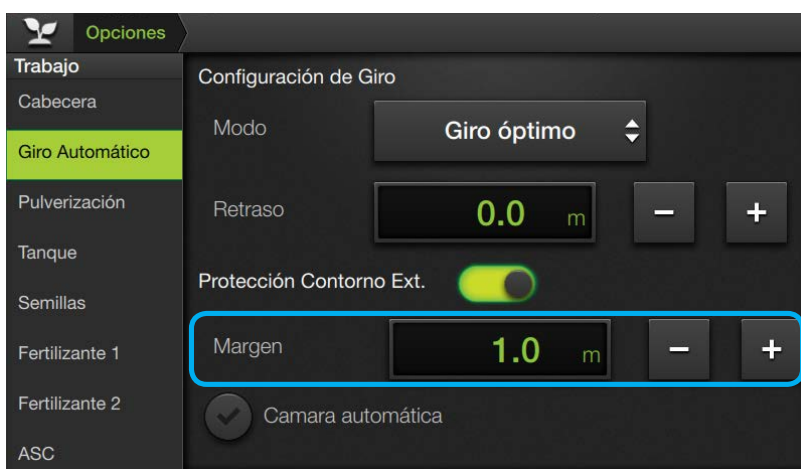 Opciones
Trabajo
Cabecera
Giro Automático
Pulverización
Tanque
Semillas
Fertilizante 1
Fertilizante 2
ASC
Configuración de Giro
Modo Giro óptimo
Retraso 0.0 m − +
Protección Contorno Ext.
Margen 1.0 m − +
Camara automática